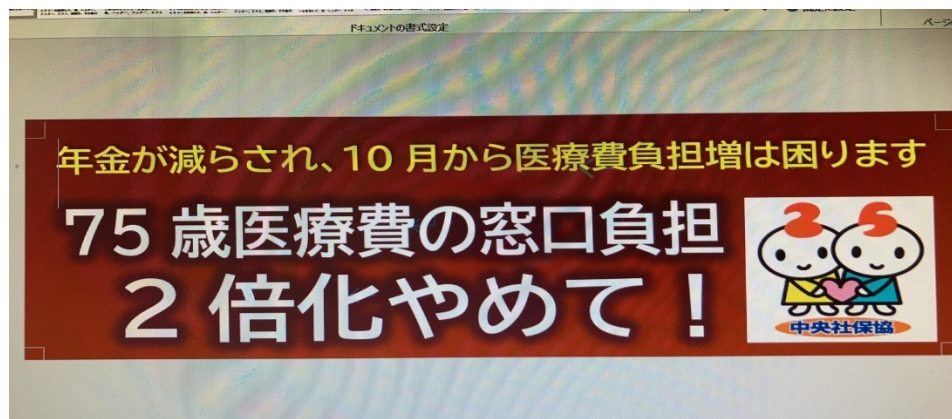 ドキュメントの書式設定
年金が減らされ、10 月から医療費負担増は困ります
75 歳医療費の窓口負担
2 倍化やめて！
25
中央社保協